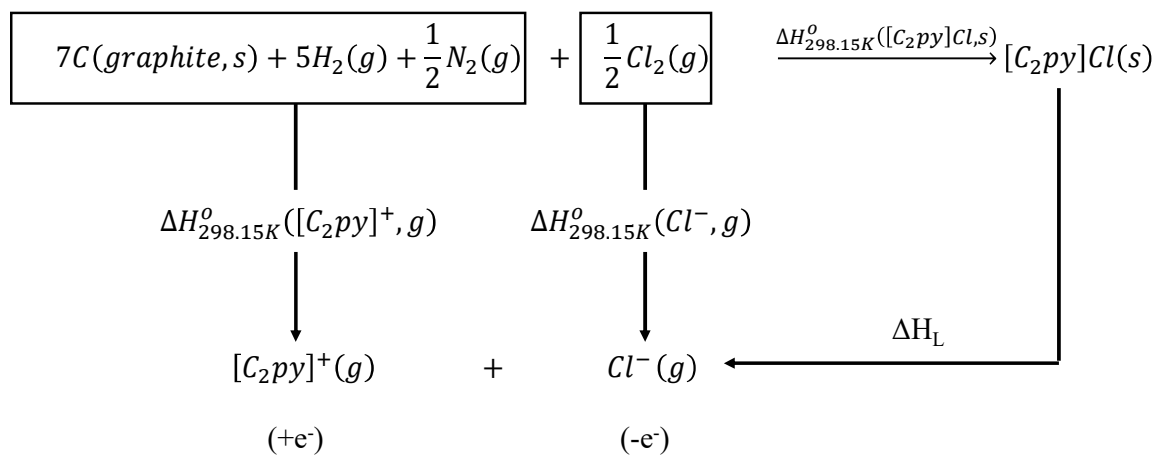 7C(graphite,s) + 5H₂(g) + 1/2 N₂(g) + 1/2 Cl₂(g) ΔH°₂₉₈.₁₅K([C₂py]Cl,s) [C₂py]Cl(s)
ΔH°₂₉₈.₁₅K([C₂py]⁺,g) ΔH°₂₉₈.₁₅K(Cl⁻,g)
ΔH_L
[C₂py]⁺(g) + Cl⁻(g)
(+e⁻) (-e⁻)